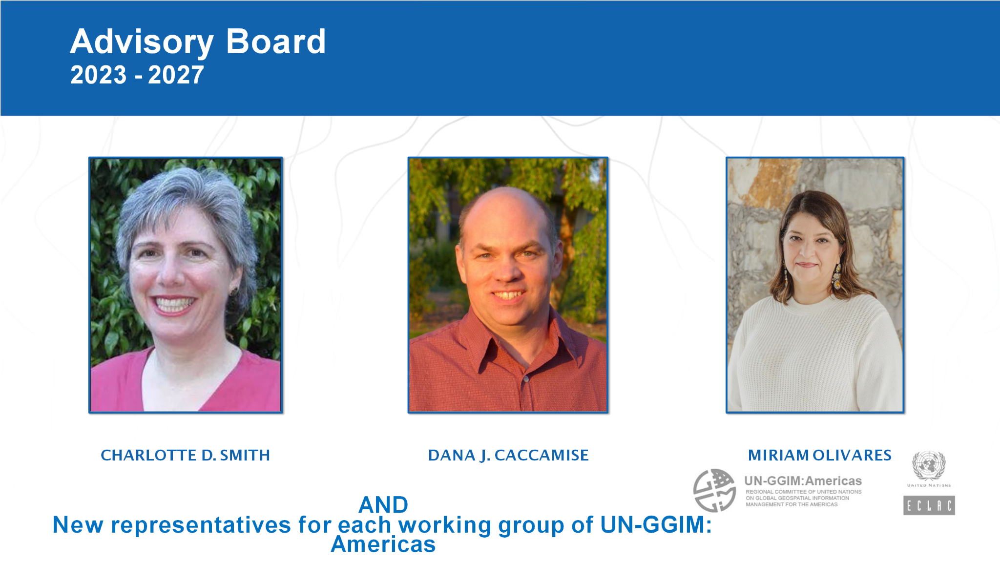 Advisory Board
2023 - 2027
CHARLOTTE D. SMITH
DANA J. CACCAMISE
MIRIAM OLIVARES
UN-GGIM:Americas
REGIONAL COMMITTEE OF UNITED NATIONS
ON GLOBAL GEOSPATIAL INFORMATION
MANAGEMENT FOR THE AMERICAS
UNITED NATIONS
ECLAC
AND
New representatives for each working group of UN-GGIM:
Americas